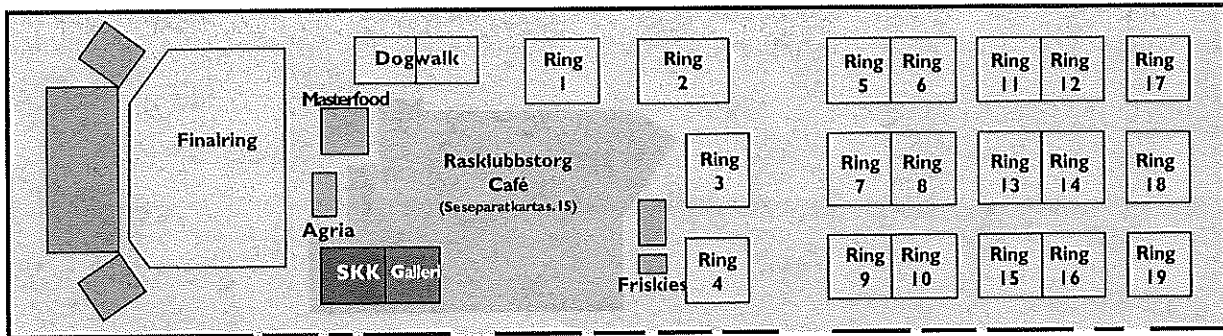 Dogwalk
Ring
1
Ring
2
Ring
5
Ring
6
Ring
11
Ring
12
Ring
17
Masterfood
Finalring
Rasklubbstorg
Café
(Seseparatkartas.15)
Ring
3
Ring
7
Ring
8
Ring
13
Ring
14
Ring
18
Agria
SKK
Galleri
Friskies
Ring
4
Ring
9
Ring
10
Ring
15
Ring
16
Ring
19